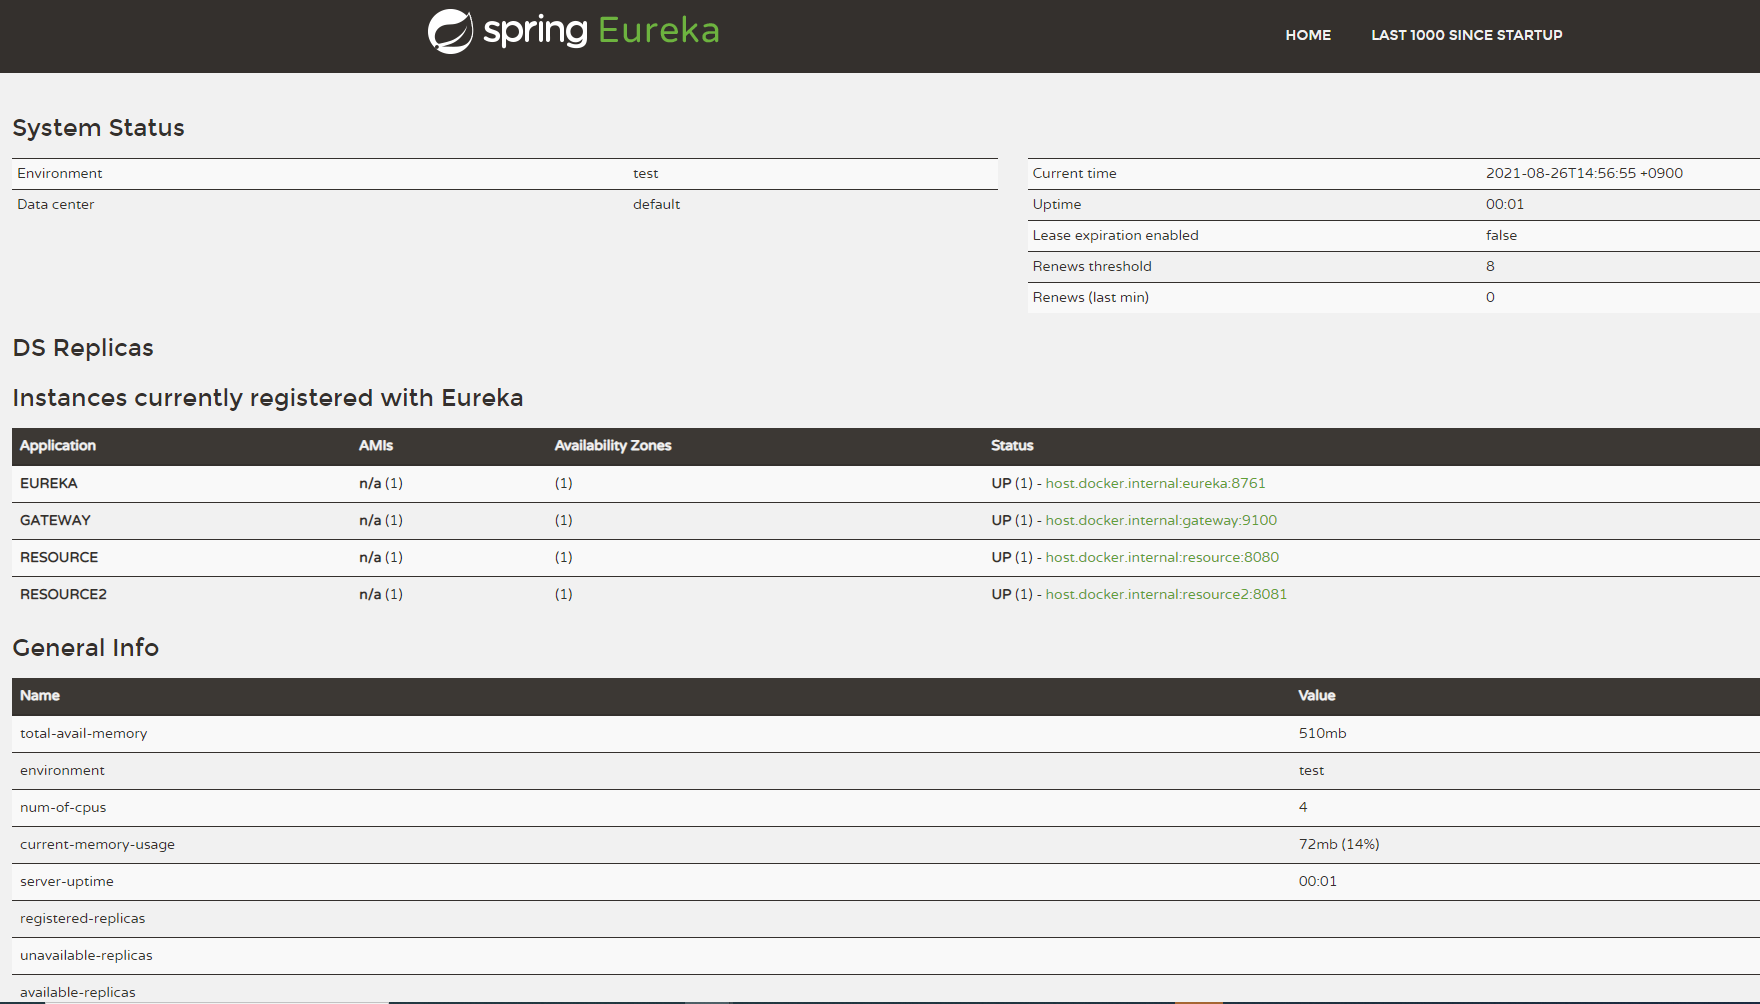 spring Eureka
HOME LAST 1000 SINCE STARTUP
System Status
Environment test
Data center default
Current time 2021-08-26T14:56:55 +0900
Uptime 00:01
Lease expiration enabled false
Renews threshold 8
Renews (last min) 0
DS Replicas
Instances currently registered with Eureka
Application AMIs Availability Zones Status
EUREKA n/a (1) (1) UP (1) - host.docker.internal:eureka:8761
GATEWAY n/a (1) (1) UP (1) - host.docker.internal:gateway:9100
RESOURCE n/a (1) (1) UP (1) - host.docker.internal:resource:8080
RESOURCE2 n/a (1) (1) UP (1) - host.docker.internal:resource2:8081
General Info
Name Value
total-avail-memory 510mb
environment test
num-of-cpus 4
current-memory-usage 72mb (14%)
server-uptime 00:01
registered-replicas
unavailable-replicas
available-replicas